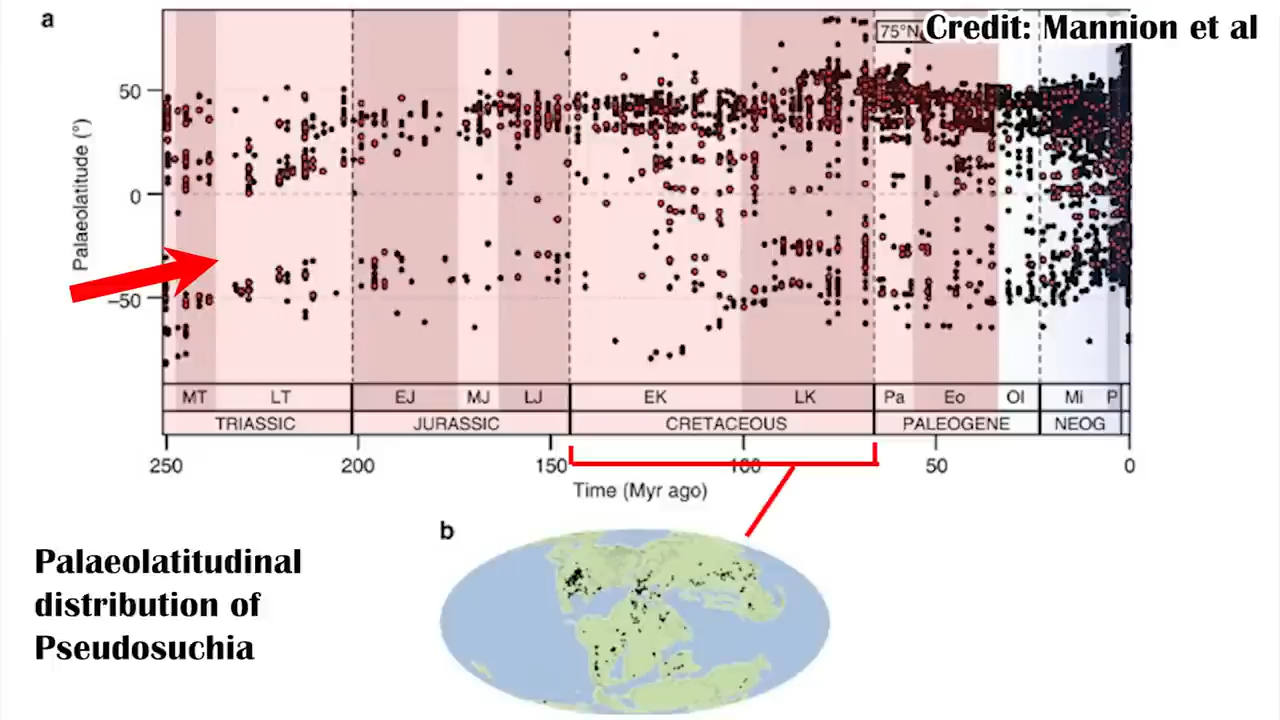 a
Credit: Mannion et al
75°N
50
0
−50
Palaeolatitude (°)
MT LT EJ MJ LJ EK LK Pa Eo Ol Mi P
TRIASSIC JURASSIC CRETACEOUS PALEOGENE NEOG
250 200 150 100 50 0
Time (Myr ago)
b
Palaeolatitudinal
distribution of
Pseudosuchia